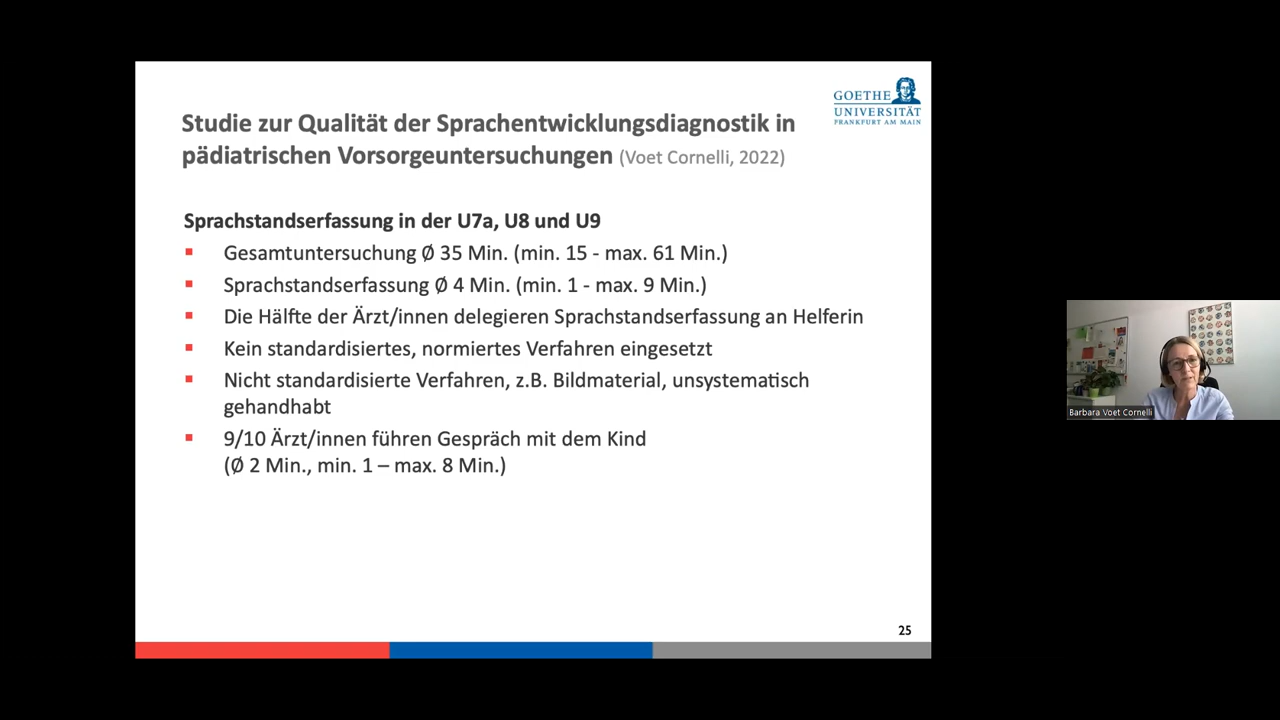 GOETHE
UNIVERSITÄT
FRANKFURT AM MAIN
Studie zur Qualität der Sprachentwicklungsdiagnostik in
pädiatrischen Vorsorgeuntersuchungen (Voet Cornelli, 2022)
Sprachstandserfassung in der U7a, U8 und U9
▪ Gesamtuntersuchung Ø 35 Min. (min. 15 - max. 61 Min.)
▪ Sprachstandserfassung Ø 4 Min. (min. 1 - max. 9 Min.)
▪ Die Hälfte der Ärzt/innen delegieren Sprachstandserfassung an Helferin
▪ Kein standardisiertes, normiertes Verfahren eingesetzt
▪ Nicht standardisierte Verfahren, z.B. Bildmaterial, unsystematisch
gehandhabt
▪ 9/10 Ärzt/innen führen Gespräch mit dem Kind
(Ø 2 Min., min. 1 – max. 8 Min.)
25
Barbara Voet Cornelli